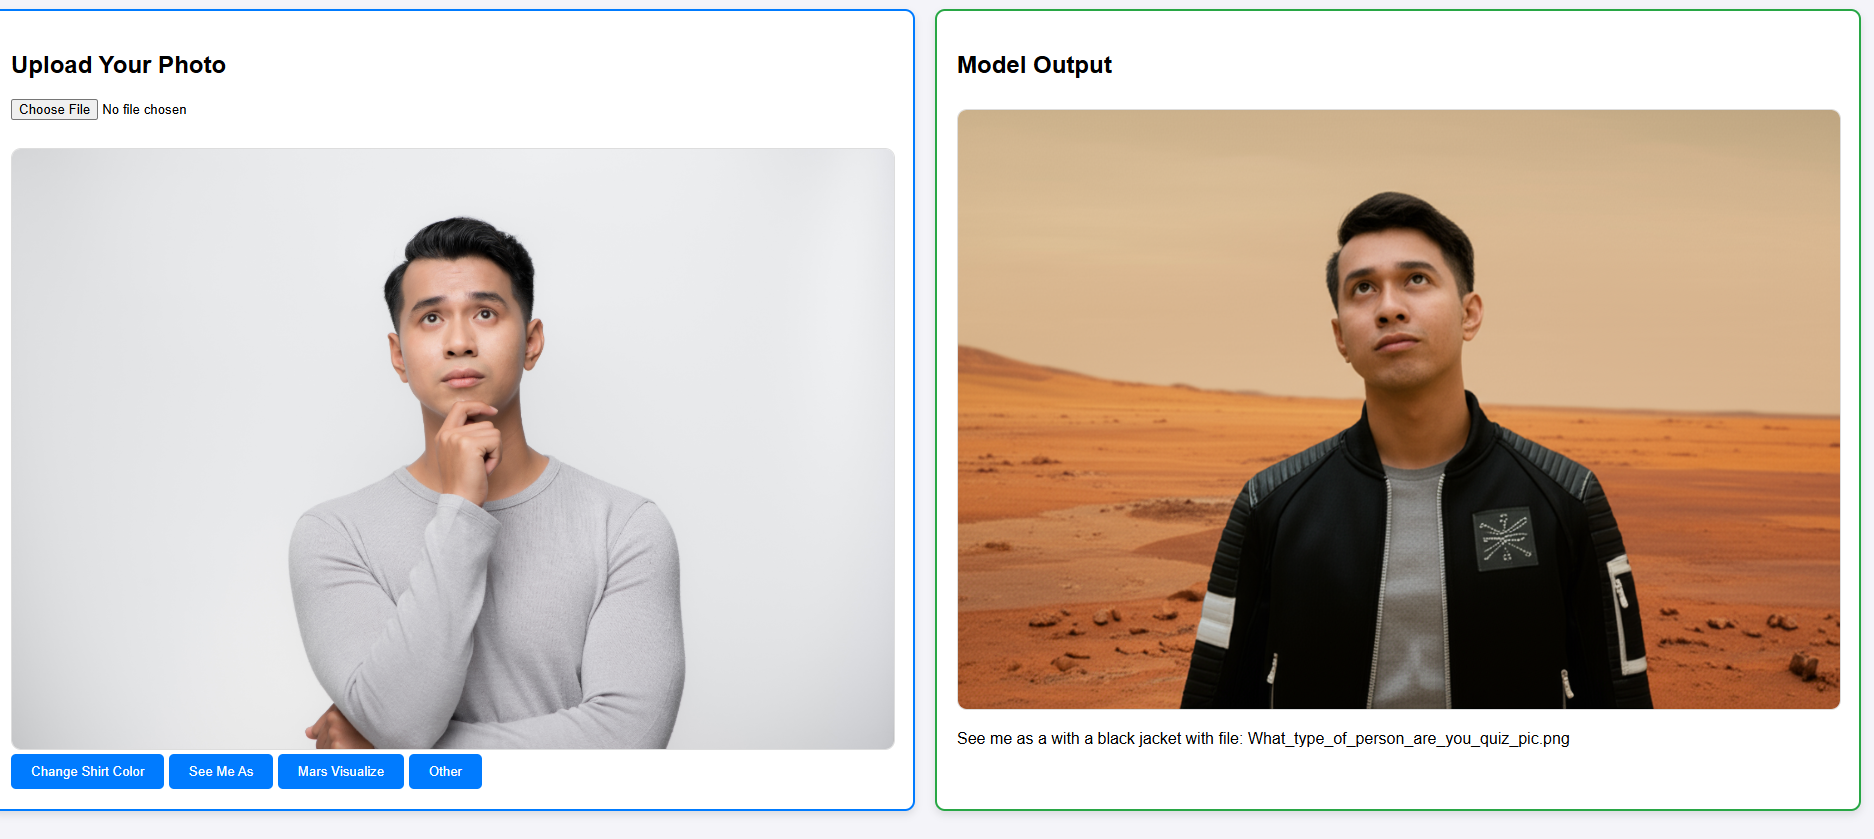 Upload Your Photo
Choose File No file chosen
Change Shirt Color
See Me As
Mars Visualize
Other
Model Output
See me as a with a black jacket with file: What_type_of_person_are_you_quiz_pic.png